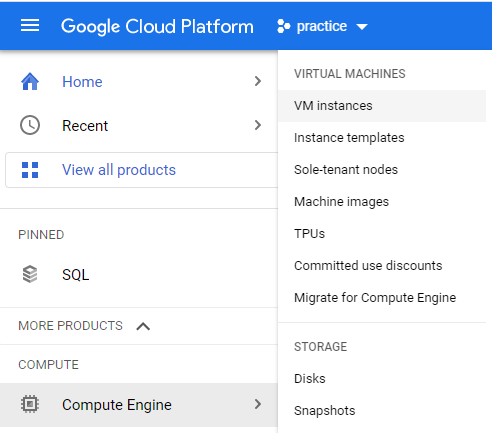 Google Cloud Platform practice
Home
Recent
View all products
PINNED
SQL
MORE PRODUCTS
COMPUTE
Compute Engine
VIRTUAL MACHINES
VM instances
Instance templates
Sole-tenant nodes
Machine images
TPUs
Committed use discounts
Migrate for Compute Engine
STORAGE
Disks
Snapshots